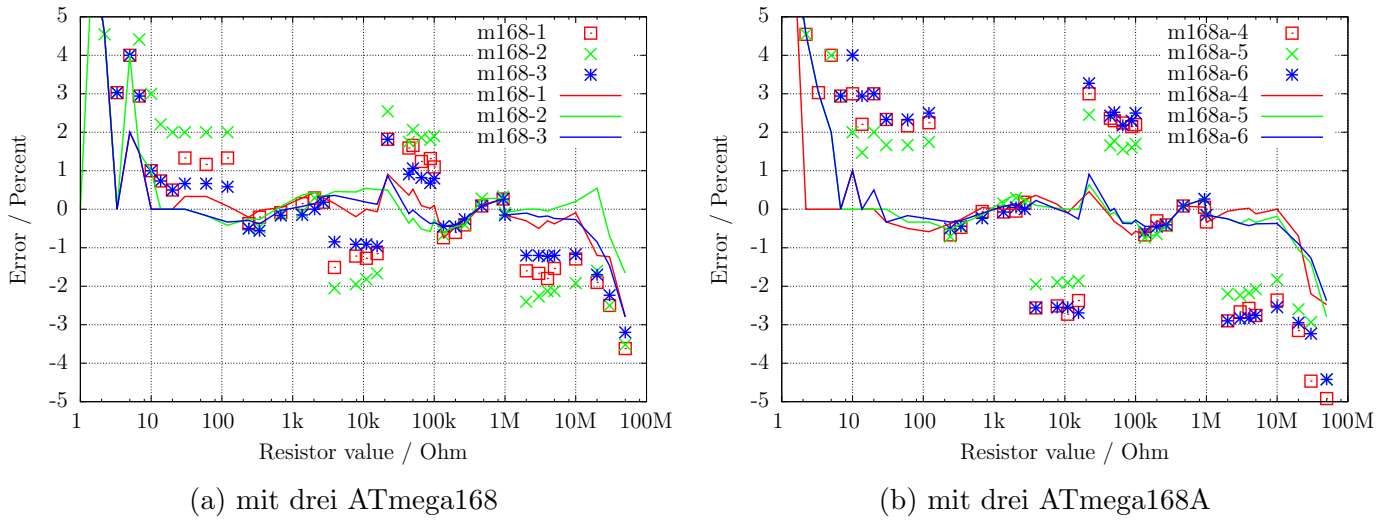 Error / Percent
5
4
3
2
1
0
-1
-2
-3
-4
-5
1
10
100
1k
10k
100k
1M
10M
100M
Resistor value / Ohm
m168-1
m168-2
m168-3
m168-1
m168-2
m168-3
(a) mit drei ATmega168
Error / Percent
5
4
3
2
1
0
-1
-2
-3
-4
-5
1
10
100
1k
10k
100k
1M
10M
100M
Resistor value / Ohm
m168a-4
m168a-5
m168a-6
m168a-4
m168a-5
m168a-6
(b) mit drei ATmega168A